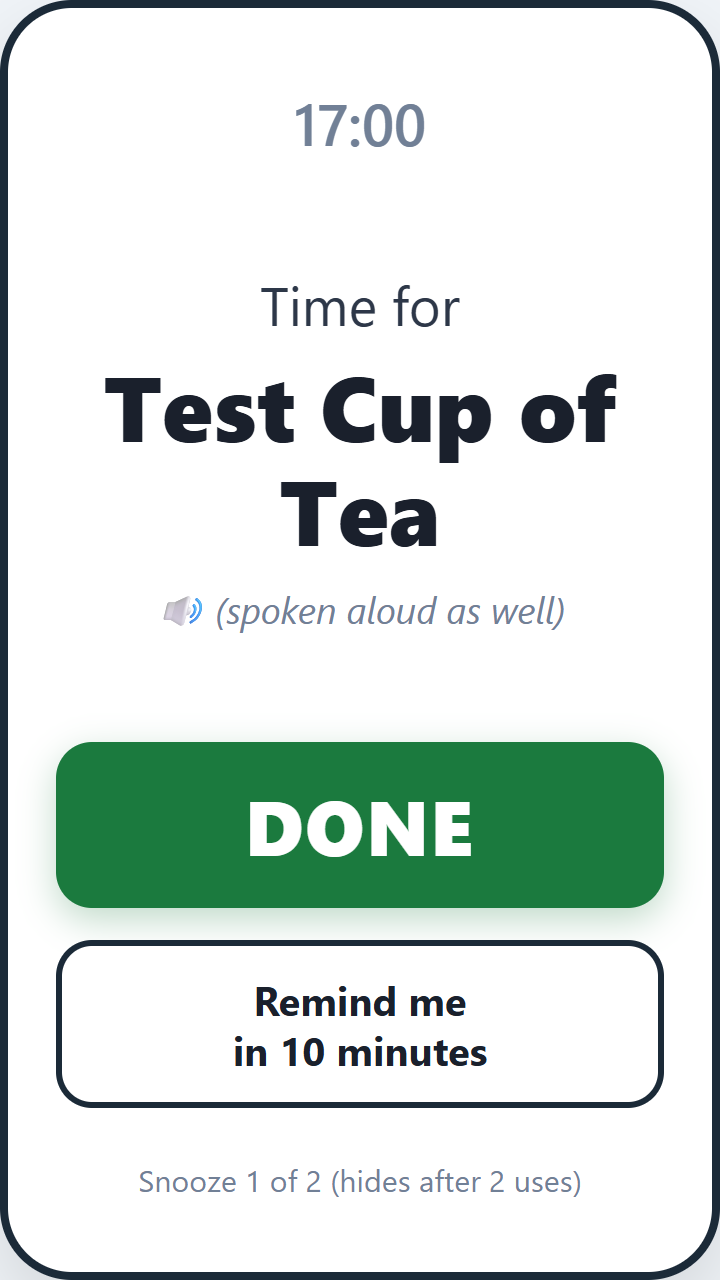 17:00
Time for
Test Cup of
Tea
(spoken aloud as well)
DONE
Remind me
in 10 minutes
Snooze 1 of 2 (hides after 2 uses)